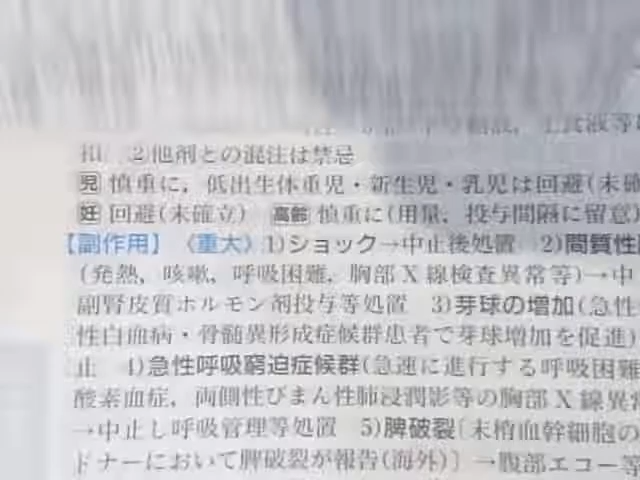 2)他剤との混注は禁忌
児 慎重に，低出生体重児・新生児・乳児は回避(未確
妊 回避(未確立) 高齢 慎重に(用量，投与間隔に留意)
【副作用】〈重大〉1)ショック→中止後処置 2)間質性
(発熱，咳嗽，呼吸困難，胸部X線検査異常等)→中
副腎皮質ホルモン剤投与等処置 3)芽球の増加(急性
性白血病・骨髄異形成症候群患者で芽球増加を促進)
止 4)急性呼吸窮迫症候群(急速に進行する呼吸困難
酸素血症，両側性びまん性肺浸潤影等の胸部X線異常
→中止し呼吸管理等処置 5)脾破裂〔末梢血幹細胞の
ドナーにおいて脾破裂が報告(海外)〕→腹部エコー等